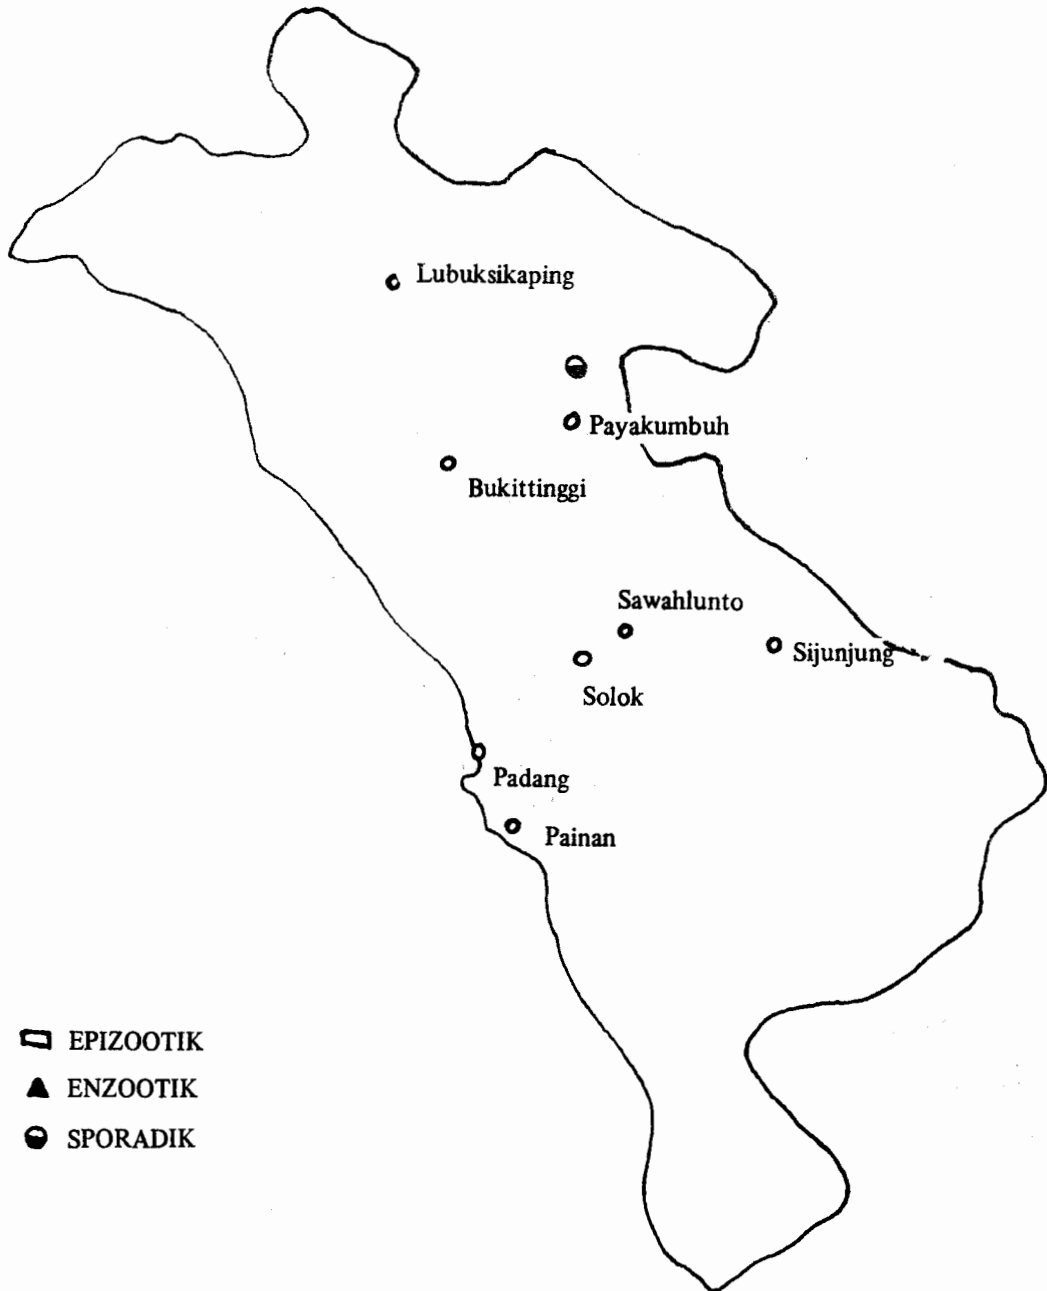 Lubuksikaping
Payakumbuh
Bukittinggi
Sawahlunto
Sijunjung
Solok
Padang
Painan
EPIZOOTIK
ENZOOTIK
SPORADIK